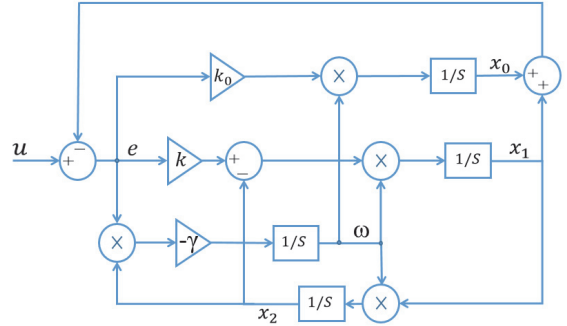 k₀ × 1/S x₀ + +
u + − e k + − × 1/S x₁
× -γ 1/S ω
x₂ 1/S ×